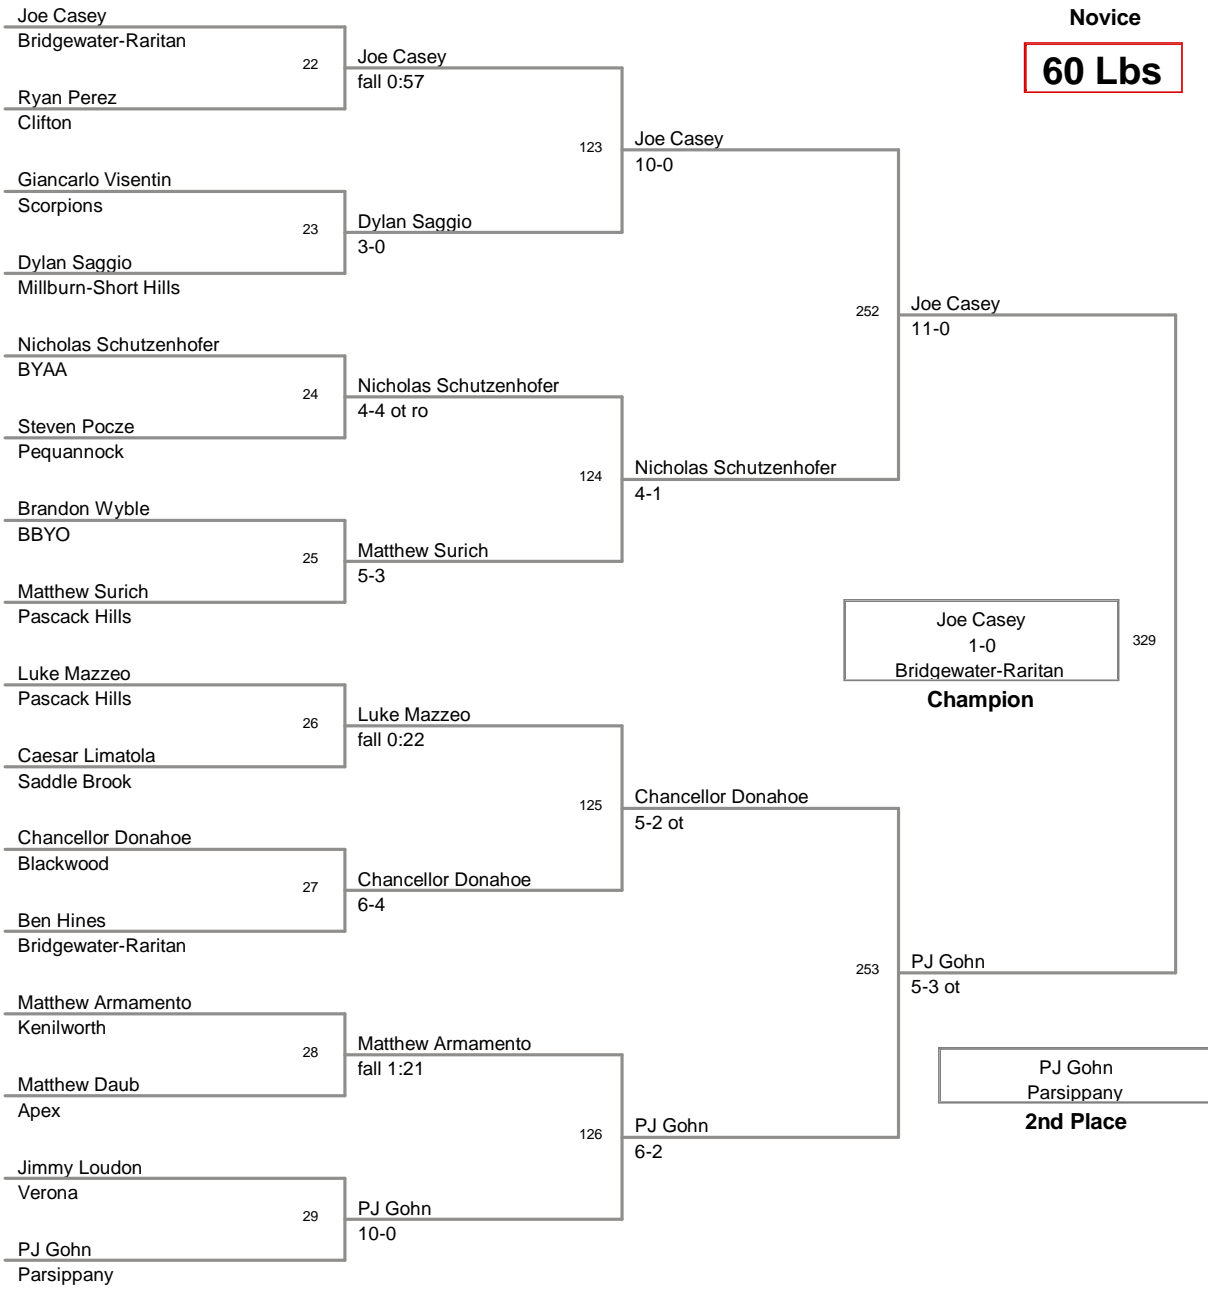 Novice
60 Lbs
Joe Casey
Bridgewater-Raritan
22
Ryan Perez
Clifton
Joe Casey
fall 0:57
Giancarlo Visentin
Scorpions
23
Dylan Saggio
Millburn-Short Hills
Dylan Saggio
3-0
123
Joe Casey
10-0
Nicholas Schutzenhofer
BYAA
24
Steven Pocze
Pequannock
Nicholas Schutzenhofer
4-4 ot ro
Brandon Wyble
BBYO
25
Matthew Surich
Pascack Hills
Matthew Surich
5-3
124
Nicholas Schutzenhofer
4-1
252
Joe Casey
11-0
Luke Mazzeo
Pascack Hills
26
Caesar Limatola
Saddle Brook
Luke Mazzeo
fall 0:22
Chancellor Donahoe
Blackwood
27
Ben Hines
Bridgewater-Raritan
Chancellor Donahoe
6-4
125
Chancellor Donahoe
5-2 ot
Matthew Armamento
Kenilworth
28
Matthew Daub
Apex
Matthew Armamento
fall 1:21
Jimmy Loudon
Verona
29
PJ Gohn
Parsippany
PJ Gohn
10-0
126
PJ Gohn
6-2
253
PJ Gohn
5-3 ot
329
Joe Casey
1-0
Bridgewater-Raritan
Champion
PJ Gohn
Parsippany
2nd Place